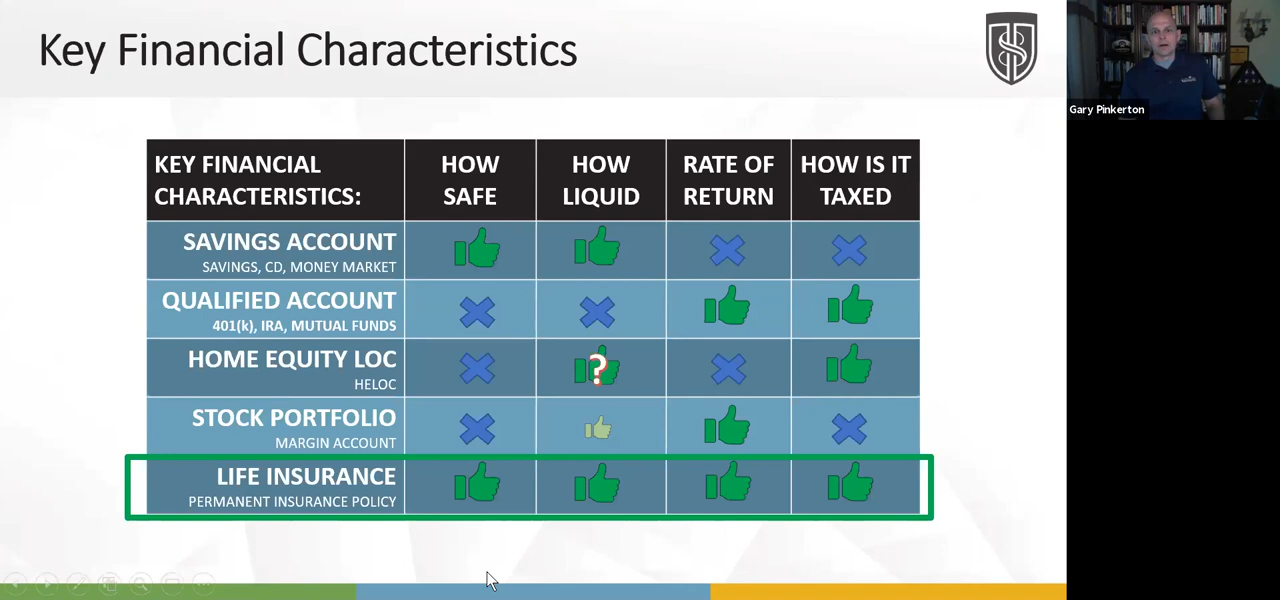 Key Financial Characteristics
Gary Pinkerton
KEY FINANCIAL
CHARACTERISTICS:
HOW
SAFE
HOW
LIQUID
RATE OF
RETURN
HOW IS IT
TAXED
SAVINGS ACCOUNT
SAVINGS, CD, MONEY MARKET
QUALIFIED ACCOUNT
401(k), IRA, MUTUAL FUNDS
HOME EQUITY LOC
HELOC
?
STOCK PORTFOLIO
MARGIN ACCOUNT
LIFE INSURANCE
PERMANENT INSURANCE POLICY